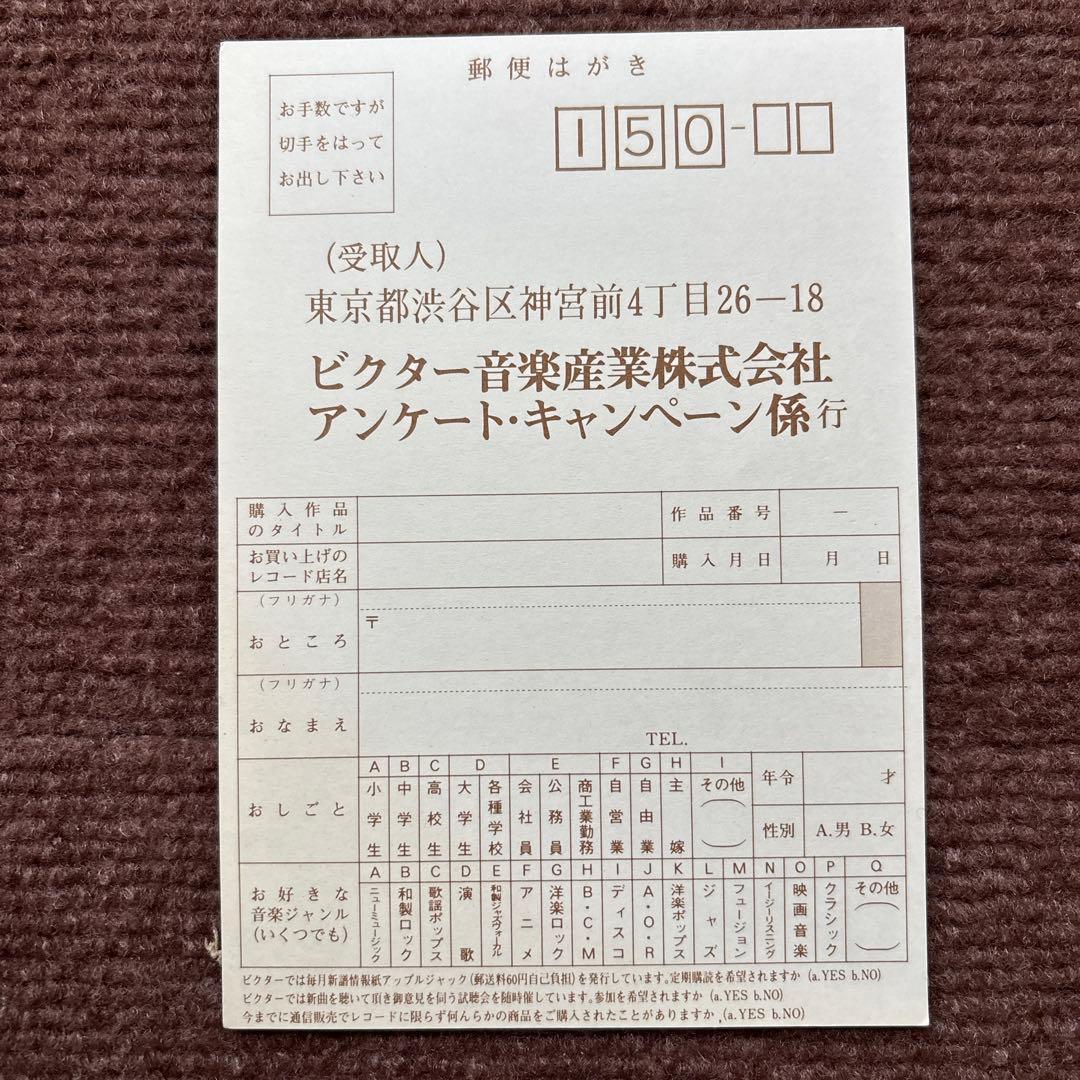 郵便はがき
お手数ですが
切手をはって
お出し下さい
150-
(受取人)
東京都渋谷区神宮前4丁目26－18
ビクター音楽産業株式会社
アンケート・キャンペーン係行
購入作品
のタイトル
作品番号
－
お買い上げの
レコード店名
購入月日
月 日
(フリガナ)
〒
おところ
(フリガナ)
おなまえ
TEL.
おしごと
A B C D E F G H I
小学生
中学生
高校生
大学生
各種学校
会社員
公務員
商工業勤務
自営業
自由業
主嫁
その他
( )
年令 才
性別 A.男 B.女
お好きな
音楽ジャンル
(いくつでも)
A B C D E F G H I J K L M N O P Q
ニューミュージック
和製ロック
歌謡ポップス
演歌
和製ジャズヴォーカル
アニメ
洋楽ロック
B・C・M
ディスコ
A・O・R
洋楽ポップス
ジャズ
フュージョン
イージーリスニング
映画音楽
クラシック
その他
( )
ビクターでは毎月新譜情報紙アップルジャック(郵送料60円自己負担)を発行しています。定期購読を希望されますか (a.YES b.NO)
ビクターでは新曲を聴いて頂き御意見を伺う試聴会を随時催しています。参加を希望されますか (a.YES b.NO)
今までに通信販売でレコードに限らず何んらかの商品をご購入されたことがありますか (a.YES b.NO)